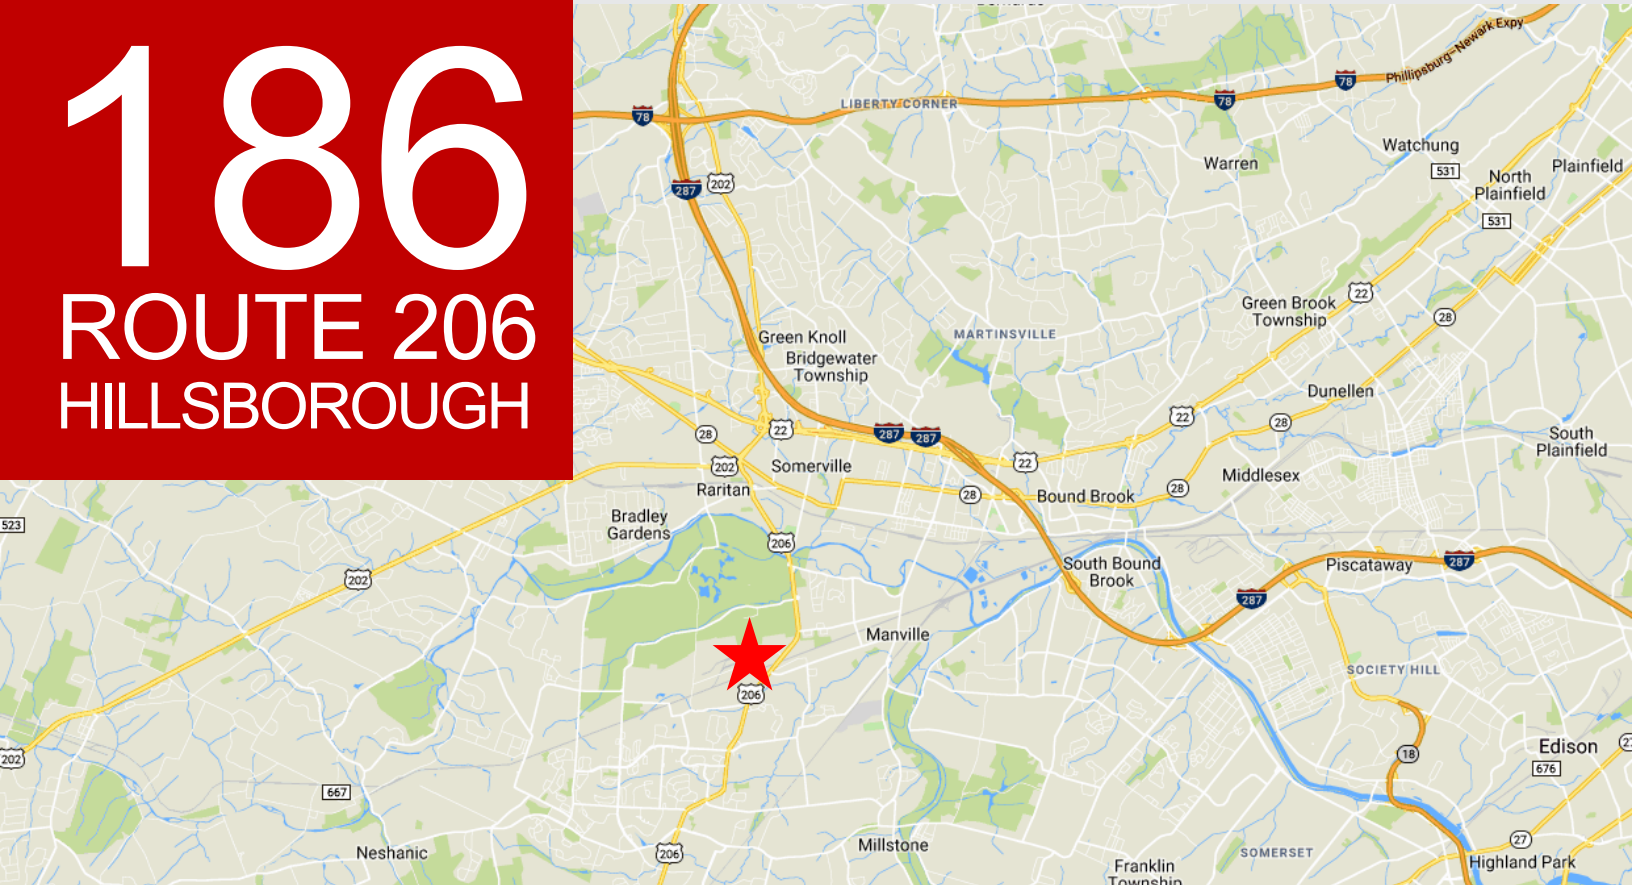 186
ROUTE 206
HILLSBOROUGH
Phillipsburg-Newark Expy
78
78
78
LIBERTY CORNER
Watchung
Warren
531
Plainfield
North
Plainfield
287
202
531
Green Brook
Township
22
28
Green Knoll
MARTINSVILLE
Bridgewater
Township
Dunellen
22
28
28
22
287
287
South
Plainfield
202
Somerville
22
Middlesex
Raritan
28
Bound Brook
28
523
Bradley
Gardens
206
202
South Bound
Brook
Piscataway
287
287
Manville
SOCIETY HILL
206
202
18
Edison
676
667
Neshanic
206
Millstone
SOMERSET
27
Highland Park
Franklin
Township